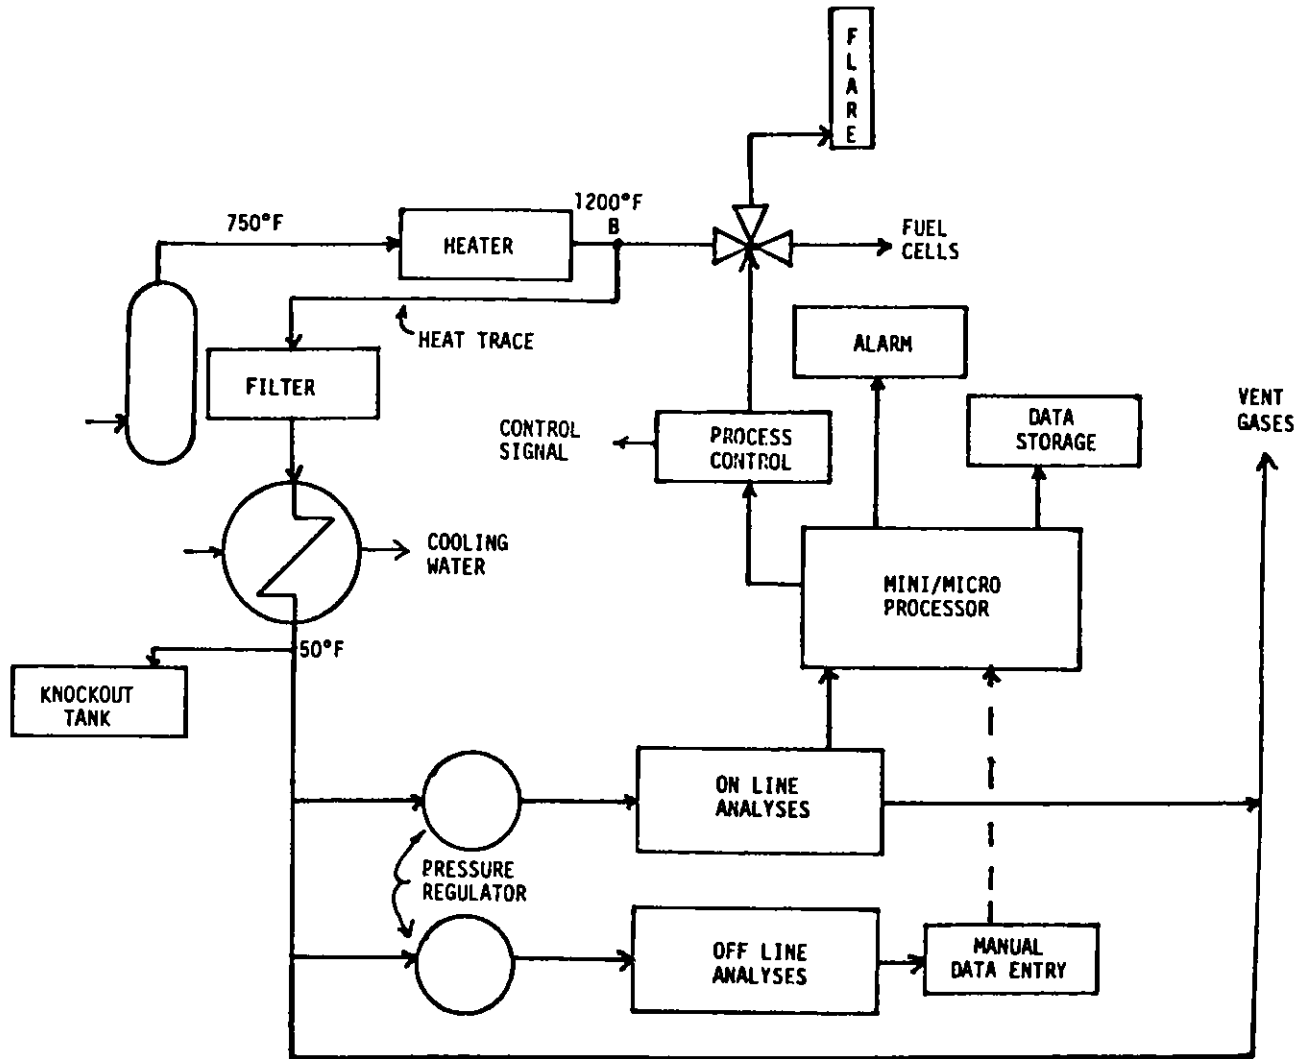 F
L
A
R
E
1200°F
B
750°F
HEATER
FUEL
CELLS
HEAT TRACE
ALARM
FILTER
VENT
GASES
DATA
STORAGE
CONTROL
SIGNAL
PROCESS
CONTROL
COOLING
WATER
MINI/MICRO
PROCESSOR
50°F
KNOCKOUT
TANK
ON LINE
ANALYSES
PRESSURE
REGULATOR
OFF LINE
ANALYSES
MANUAL
DATA ENTRY